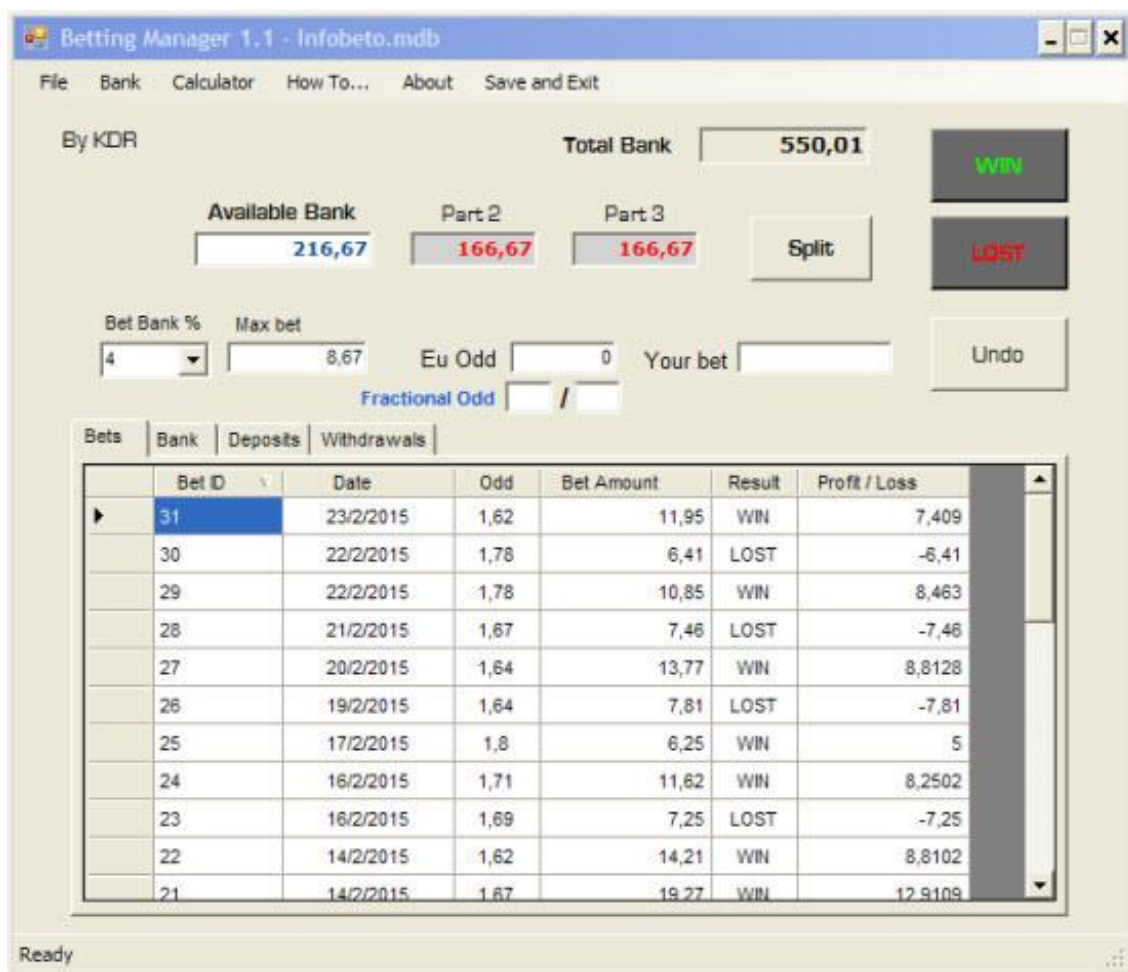 Betting Manager 1.1 - Infobeto.mdb
File Bank Calculator How To... About Save and Exit
By KDR
Total Bank 550,01
WIN
Available Bank Part 2 Part 3
216,67 166,67 166,67
Split
LOST
Bet Bank % Max bet
4 8,67 Eu Odd 0 Your bet
Undo
Fractional Odd /
Bets Bank Deposits Withdrawals
Bet ID Date Odd Bet Amount Result Profit / Loss
31 23/2/2015 1,62 11,95 WIN 7,409
30 22/2/2015 1,78 6,41 LOST -6,41
29 22/2/2015 1,78 10,85 WIN 8,463
28 21/2/2015 1,67 7,46 LOST -7,46
27 20/2/2015 1,64 13,77 WIN 8,8128
26 19/2/2015 1,64 7,81 LOST -7,81
25 17/2/2015 1,8 6,25 WIN 5
24 16/2/2015 1,71 11,62 WIN 8,2502
23 16/2/2015 1,69 7,25 LOST -7,25
22 14/2/2015 1,62 14,21 WIN 8,8102
21 14/2/2015 1,67 19,27 WIN 12,9109
Ready